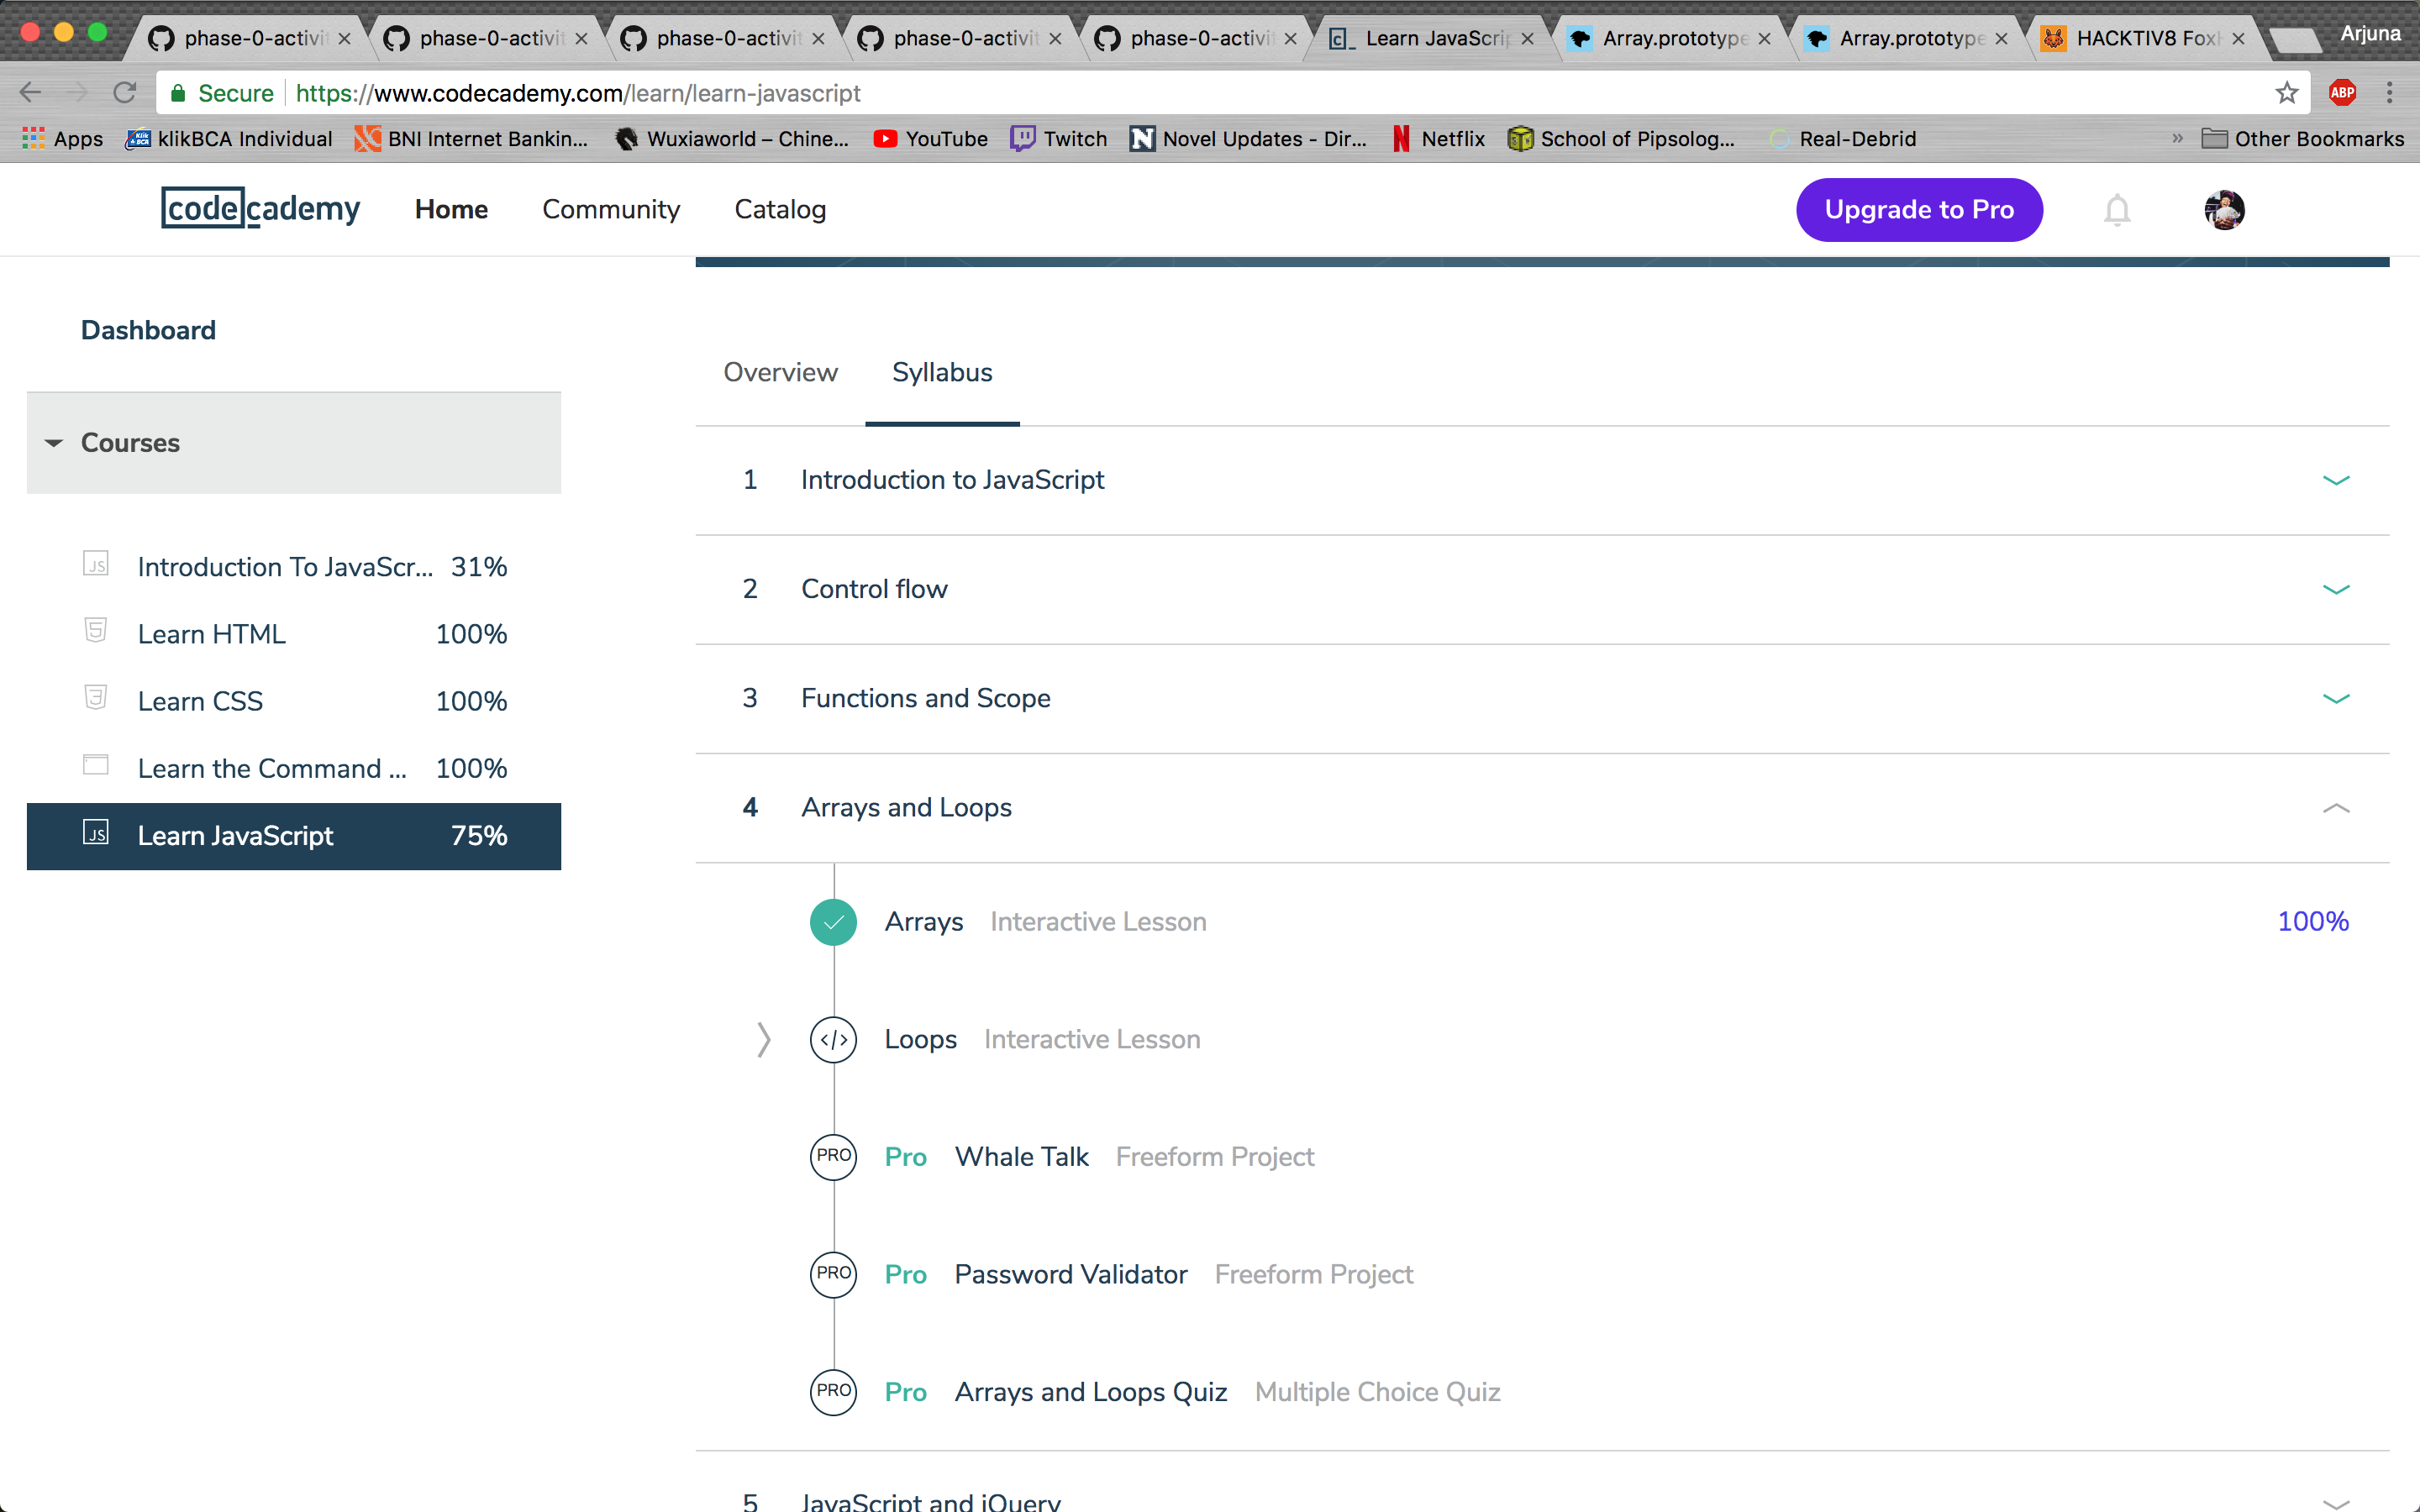 phase-0-activit
phase-0-activit
phase-0-activit
phase-0-activit
phase-0-activit
Learn JavaScrip
Array.prototype
Array.prototype
HACKTIV8 Fox
Arjuna
Secure https://www.codecademy.com/learn/learn-javascript
ABP
Apps klikBCA Individual BNI Internet Bankin... Wuxiaworld – Chine... YouTube Twitch Novel Updates - Dir... Netflix School of Pipsolog... Real-Debrid » Other Bookmarks
codecademy Home Community Catalog Upgrade to Pro
Dashboard
Courses
Introduction To JavaScr... 31%
Learn HTML 100%
Learn CSS 100%
Learn the Command ... 100%
Learn JavaScript 75%
Overview Syllabus
1 Introduction to JavaScript
2 Control flow
3 Functions and Scope
4 Arrays and Loops
Arrays Interactive Lesson 100%
</> Loops Interactive Lesson
PRO Pro Whale Talk Freeform Project
PRO Pro Password Validator Freeform Project
PRO Pro Arrays and Loops Quiz Multiple Choice Quiz
5 JavaScript and jQuery